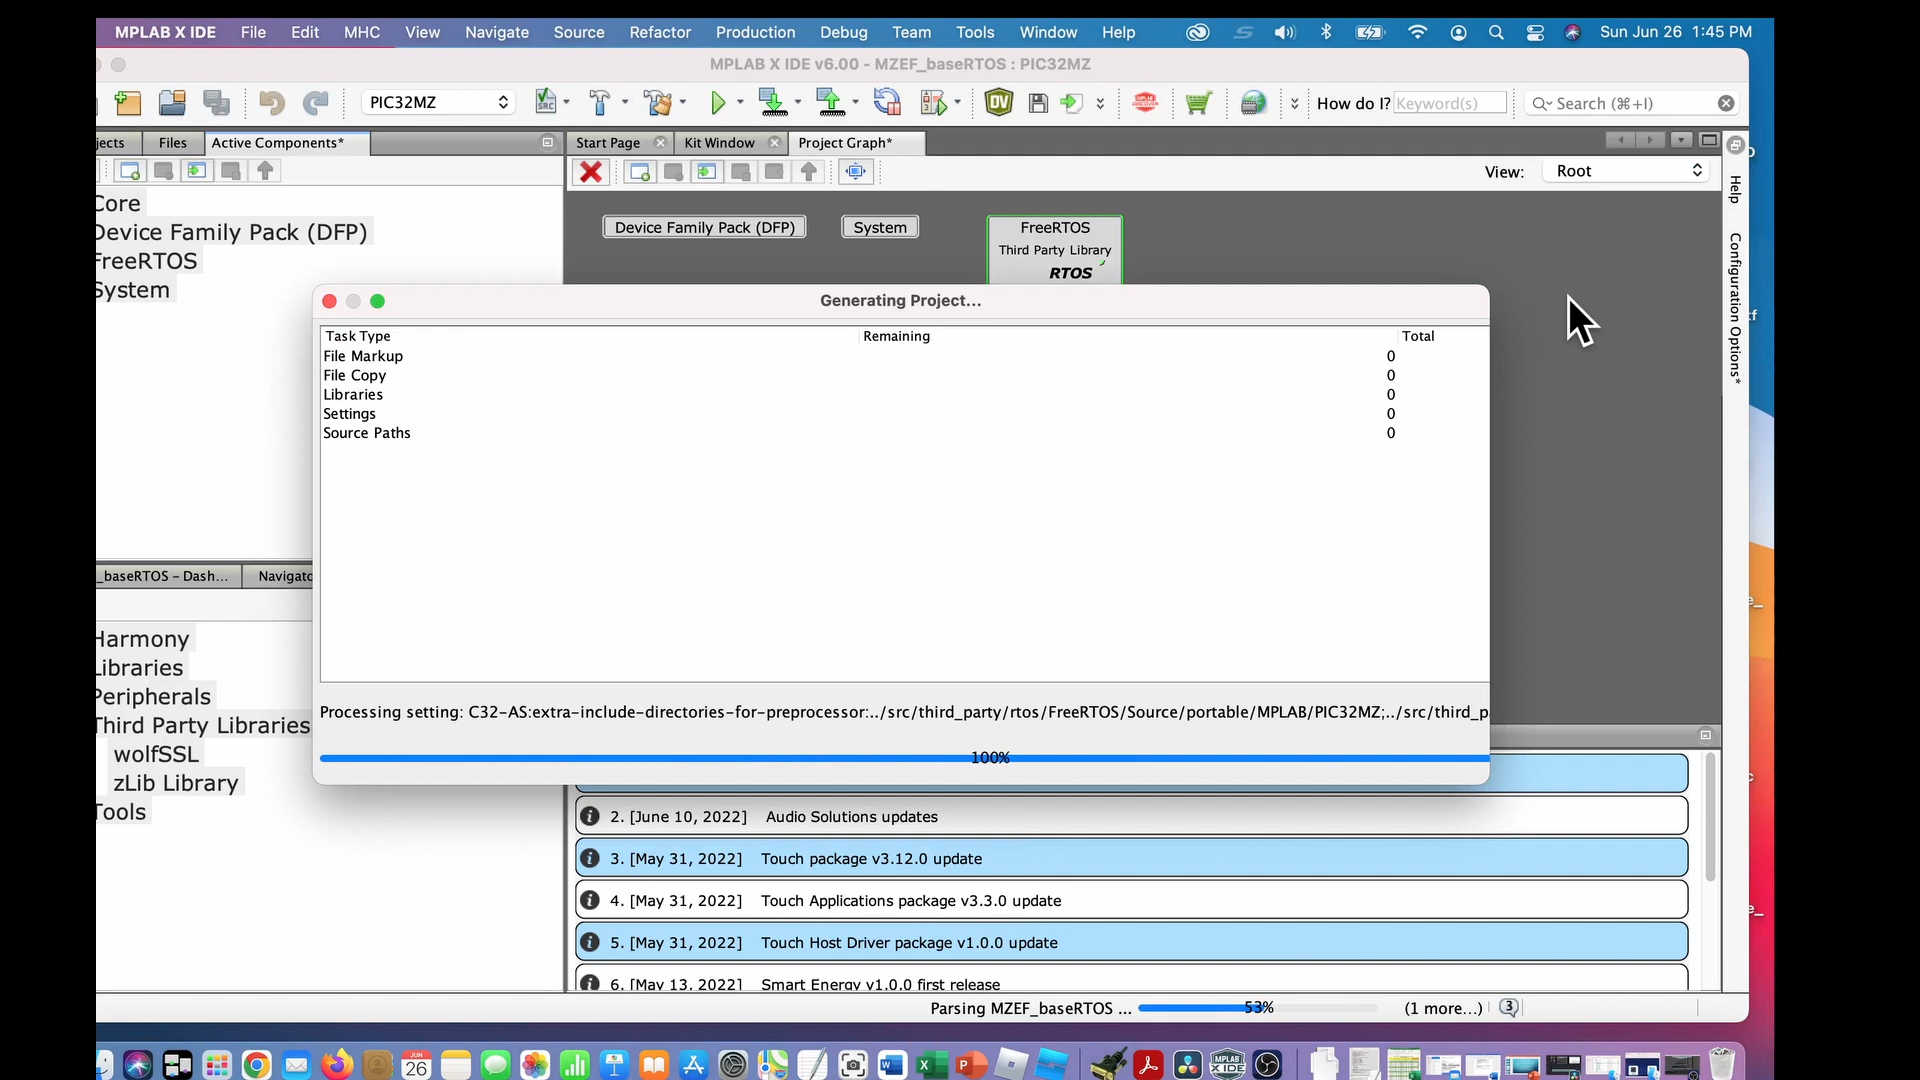 MPLAB X IDE File Edit MHC View Navigate Source Refactor Production Debug Team Tools Window Help Sun Jun 26 1:45 PM
MPLAB X IDE v6.00 - MZEF_baseRTOS : PIC32MZ
PIC32MZ How do I? Keyword(s) Search (⌘+I)
jects Files Active Components* Start Page Kit Window Project Graph*
View: Root
Core
Device Family Pack (DFP)
FreeRTOS
System
Device Family Pack (DFP) System FreeRTOS
Third Party Library
RTOS
Help
Configuration Options*
Generating Project...
Task Type Remaining Total
File Markup 0
File Copy 0
Libraries 0
Settings 0
Source Paths 0
Processing setting: C32-AS:extra-include-directories-for-preprocessor:../src/third_party/rtos/FreeRTOS/Source/portable/MPLAB/PIC32MZ;../src/third_p
100%
_baseRTOS – Dash... Navigato
Harmony
Libraries
Peripherals
Third Party Libraries
wolfSSL
zLib Library
Tools
2. [June 10, 2022] Audio Solutions updates
3. [May 31, 2022] Touch package v3.12.0 update
4. [May 31, 2022] Touch Applications package v3.3.0 update
5. [May 31, 2022] Touch Host Driver package v1.0.0 update
6. [May 13, 2022] Smart Energy v1.0.0 first release
Parsing MZEF_baseRTOS ... 53% (1 more...) 3
JUN
26
MPLAB
X IDE